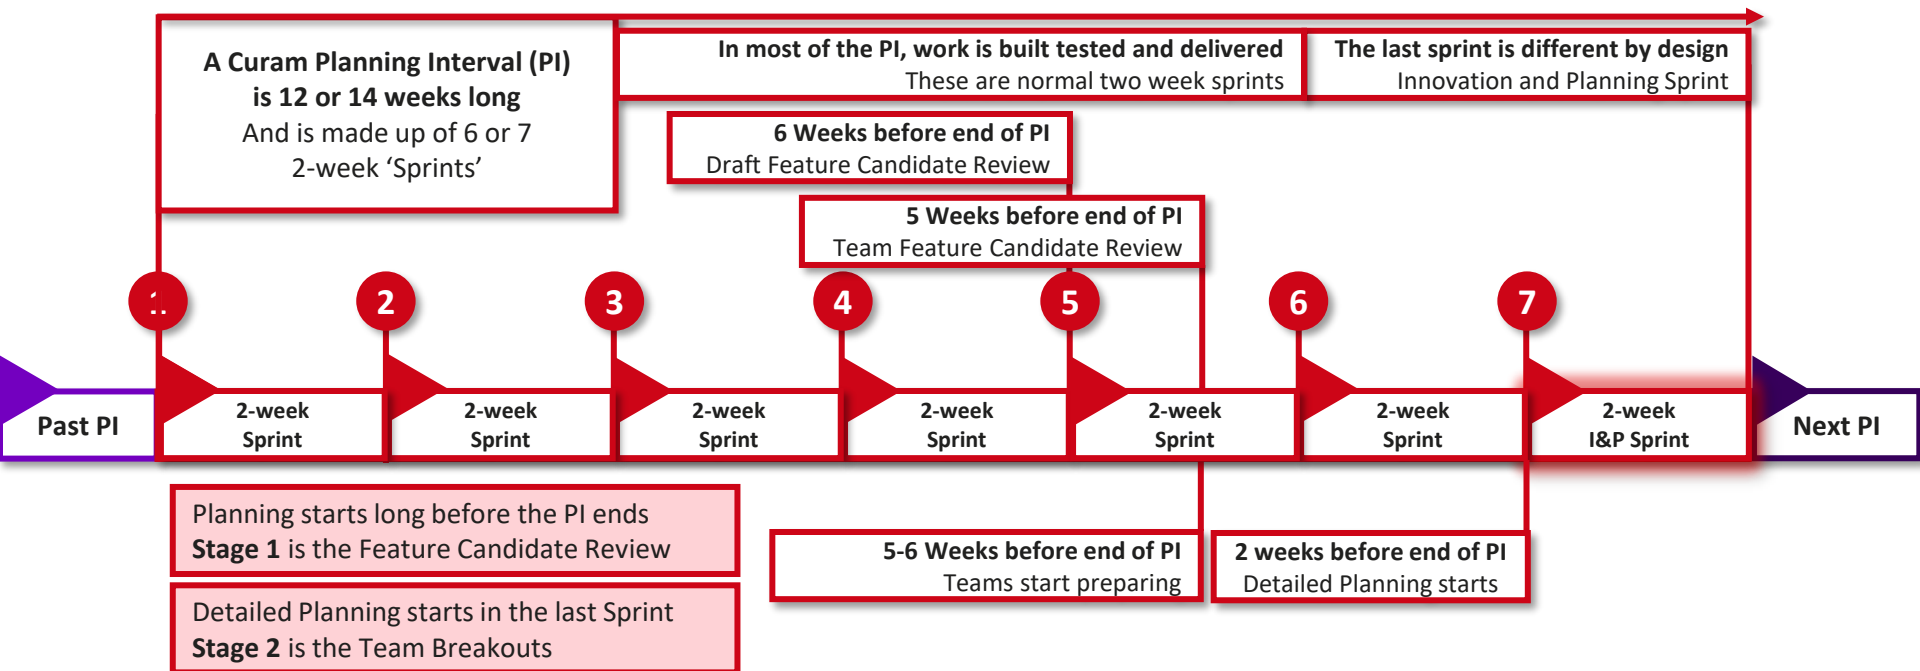 A Curam Planning Interval (PI)
is 12 or 14 weeks long
And is made up of 6 or 7
2-week ‘Sprints’
In most of the PI, work is built tested and delivered
These are normal two week sprints
The last sprint is different by design
Innovation and Planning Sprint
6 Weeks before end of PI
Draft Feature Candidate Review
5 Weeks before end of PI
Team Feature Candidate Review
1
2
3
4
5
6
7
Past PI
2-week
Sprint
2-week
Sprint
2-week
Sprint
2-week
Sprint
2-week
Sprint
2-week
Sprint
2-week
I&P Sprint
Next PI
Planning starts long before the PI ends
Stage 1 is the Feature Candidate Review
Detailed Planning starts in the last Sprint
Stage 2 is the Team Breakouts
5-6 Weeks before end of PI
Teams start preparing
2 weeks before end of PI
Detailed Planning starts